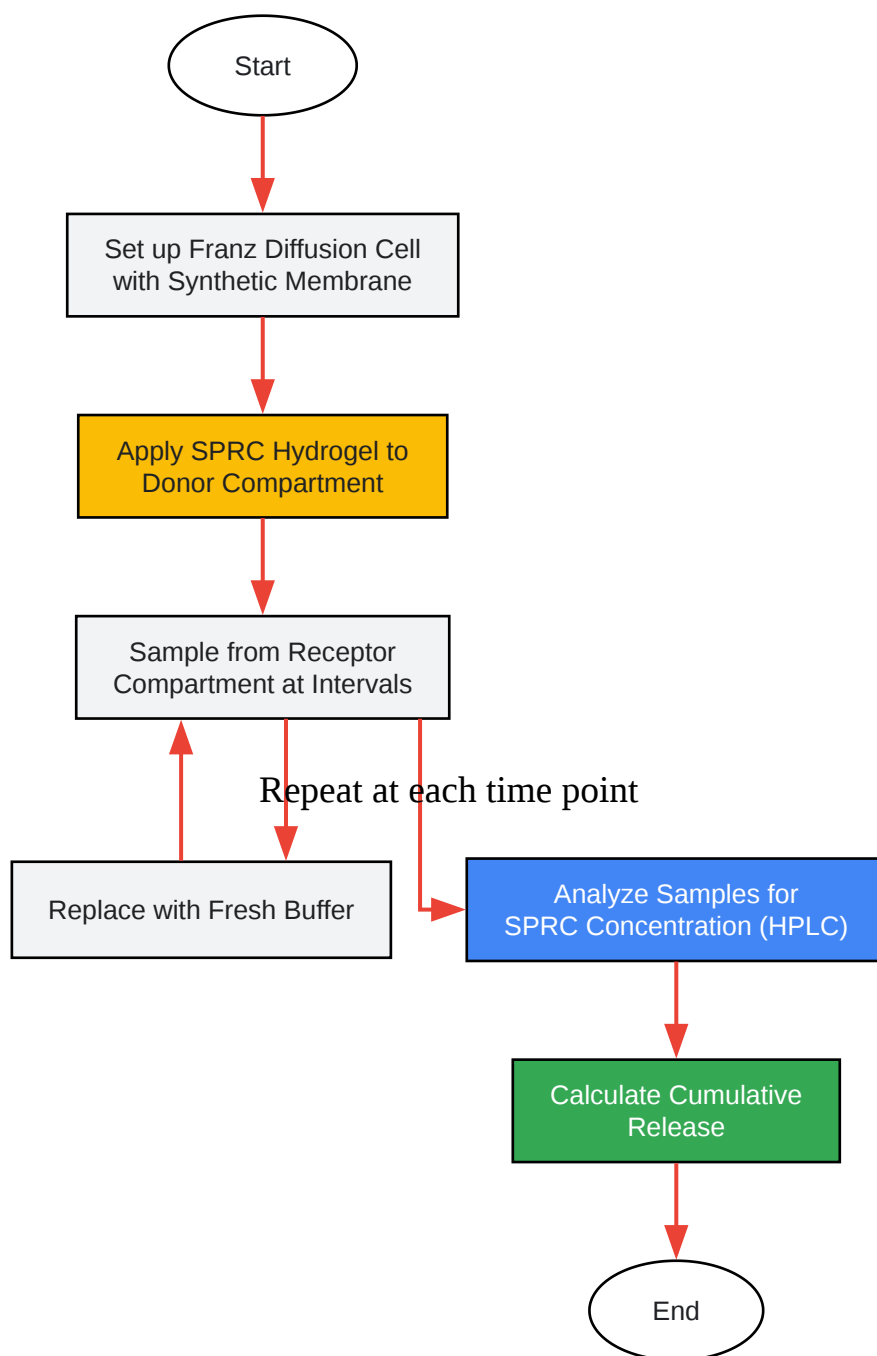 Start
Set up Franz Diffusion Cell
with Synthetic Membrane
Apply SPRC Hydrogel to
Donor Compartment
Sample from Receptor
Compartment at Intervals
Repeat at each time point
Replace with Fresh Buffer
Analyze Samples for
SPRC Concentration (HPLC)
Calculate Cumulative
Release
End